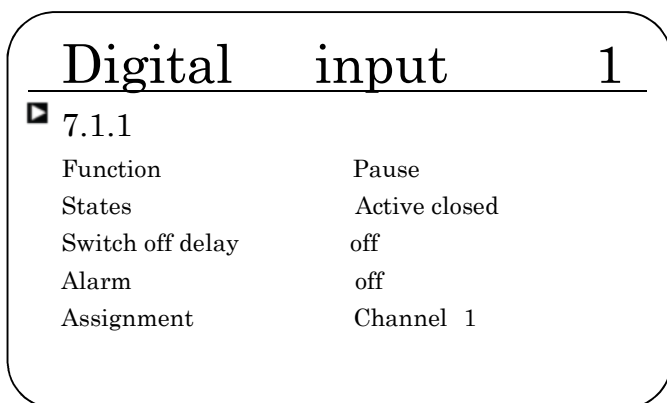 Digital input 1
7.1.1
Function Pause
States Active closed
Switch off delay off
Alarm off
Assignment Channel 1